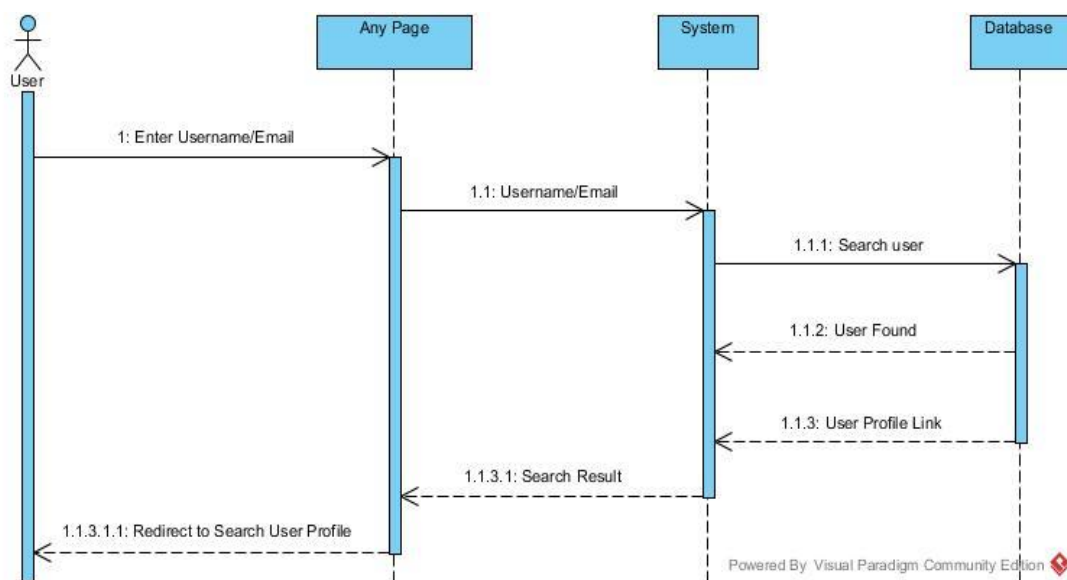 Any Page
System
Database
User
1: Enter Username/Email
1.1: Username/Email
1.1.1: Search user
1.1.2: User Found
1.1.3: User Profile Link
1.1.3.1: Search Result
1.1.3.1.1: Redirect to Search User Profile
Powered By Visual Paradigm Community Edition